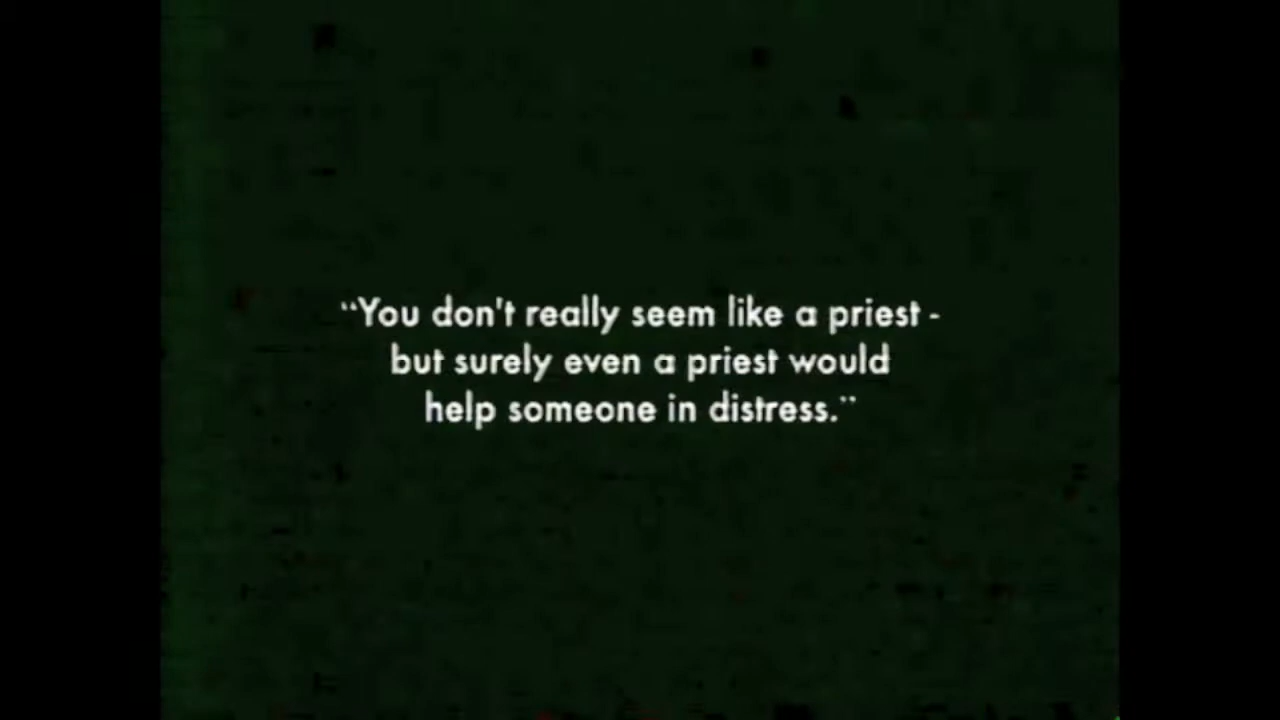 “You don't really seem like a priest -
but surely even a priest would
help someone in distress.”